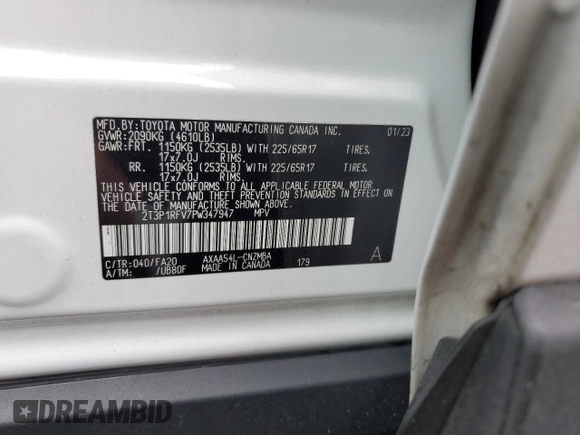 MFD.BY:TOYOTA MOTOR MANUFACTURING CANADA INC. 01/23
GVWR:2090KG (4610LB)
GAWR:FRT. 1150KG (2535LB) WITH 225/65R17 TIRES.
17x7.0J RIMS.
RR. 1150KG (2535LB) WITH 225/65R17 TIRES.
17x7.0J RIMS.
THIS VEHICLE CONFORMS TO ALL APPLICABLE FEDERAL MOTOR
VEHICLE SAFETY AND THEFT PREVENTION STANDARDS IN EFFECT
ON THE DATE OF MANUFACTURE SHOWN ABOVE.
2T3P1RFV7PW347947 MPV
C/TR:040/FA20 AXAA54L-CNZMBA 179 A
A/TM: /UB80F MADE IN CANADA
DREAMBID